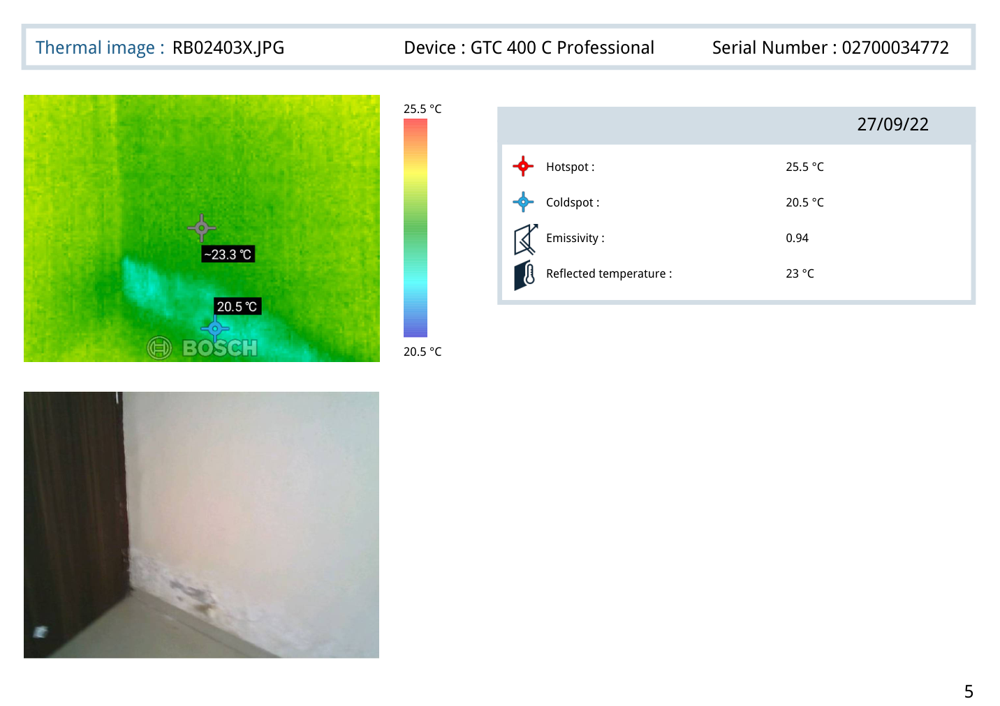 Thermal image : RB02403X.JPG Device : GTC 400 C Professional Serial Number : 02700034772
25.5 °C
27/09/22
Hotspot : 25.5 °C
Coldspot : 20.5 °C
Emissivity : 0.94
~23.3 °C
Reflected temperature : 23 °C
20.5 °C
BOSCH
20.5 °C
5